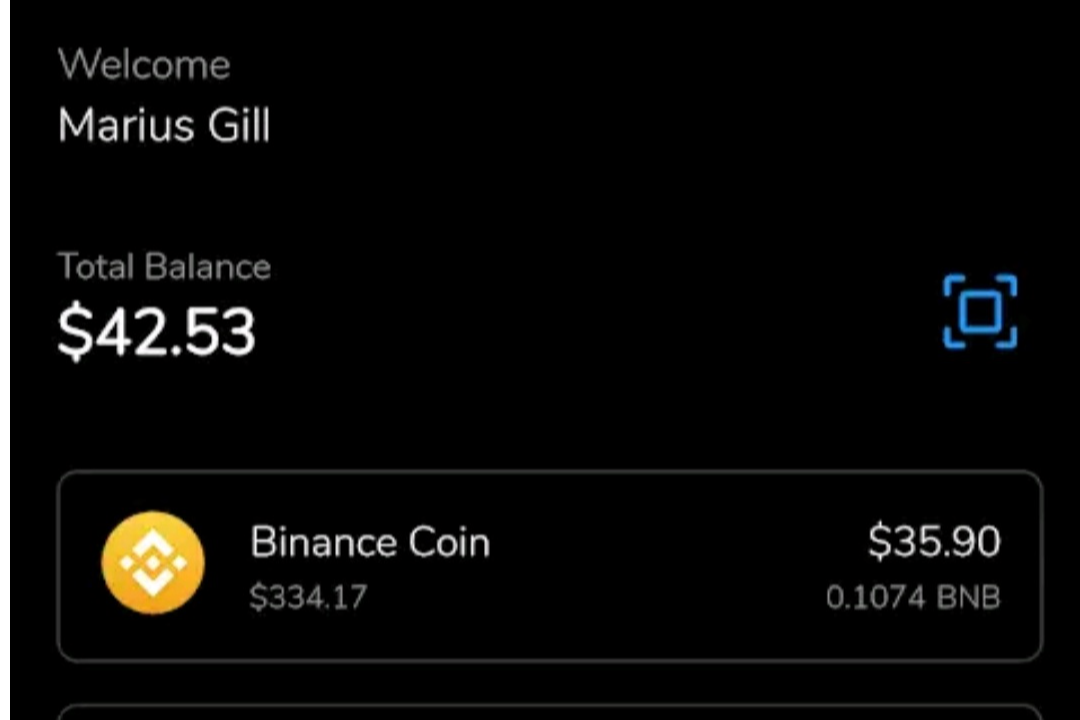 Welcome
Marius Gill
Total Balance
$42.53
Binance Coin
$35.90
$334.17
0.1074 BNB